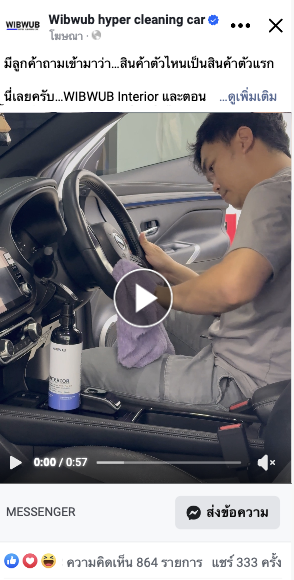 WIBWUB
Wibwub hyper cleaning car
โฆษณา ·
มีลูกค้าถามเข้ามาว่า...สินค้าตัวไหนเป็นสินค้าตัวแรก
นี่เลยครับ...WIBWUB Interior และตอน ...ดูเพิ่มเติม
WIBWUB
0:00 / 0:57
MESSENGER
ส่งข้อความ
ความคิดเห็น 864 รายการ แชร์ 333 ครั้ง